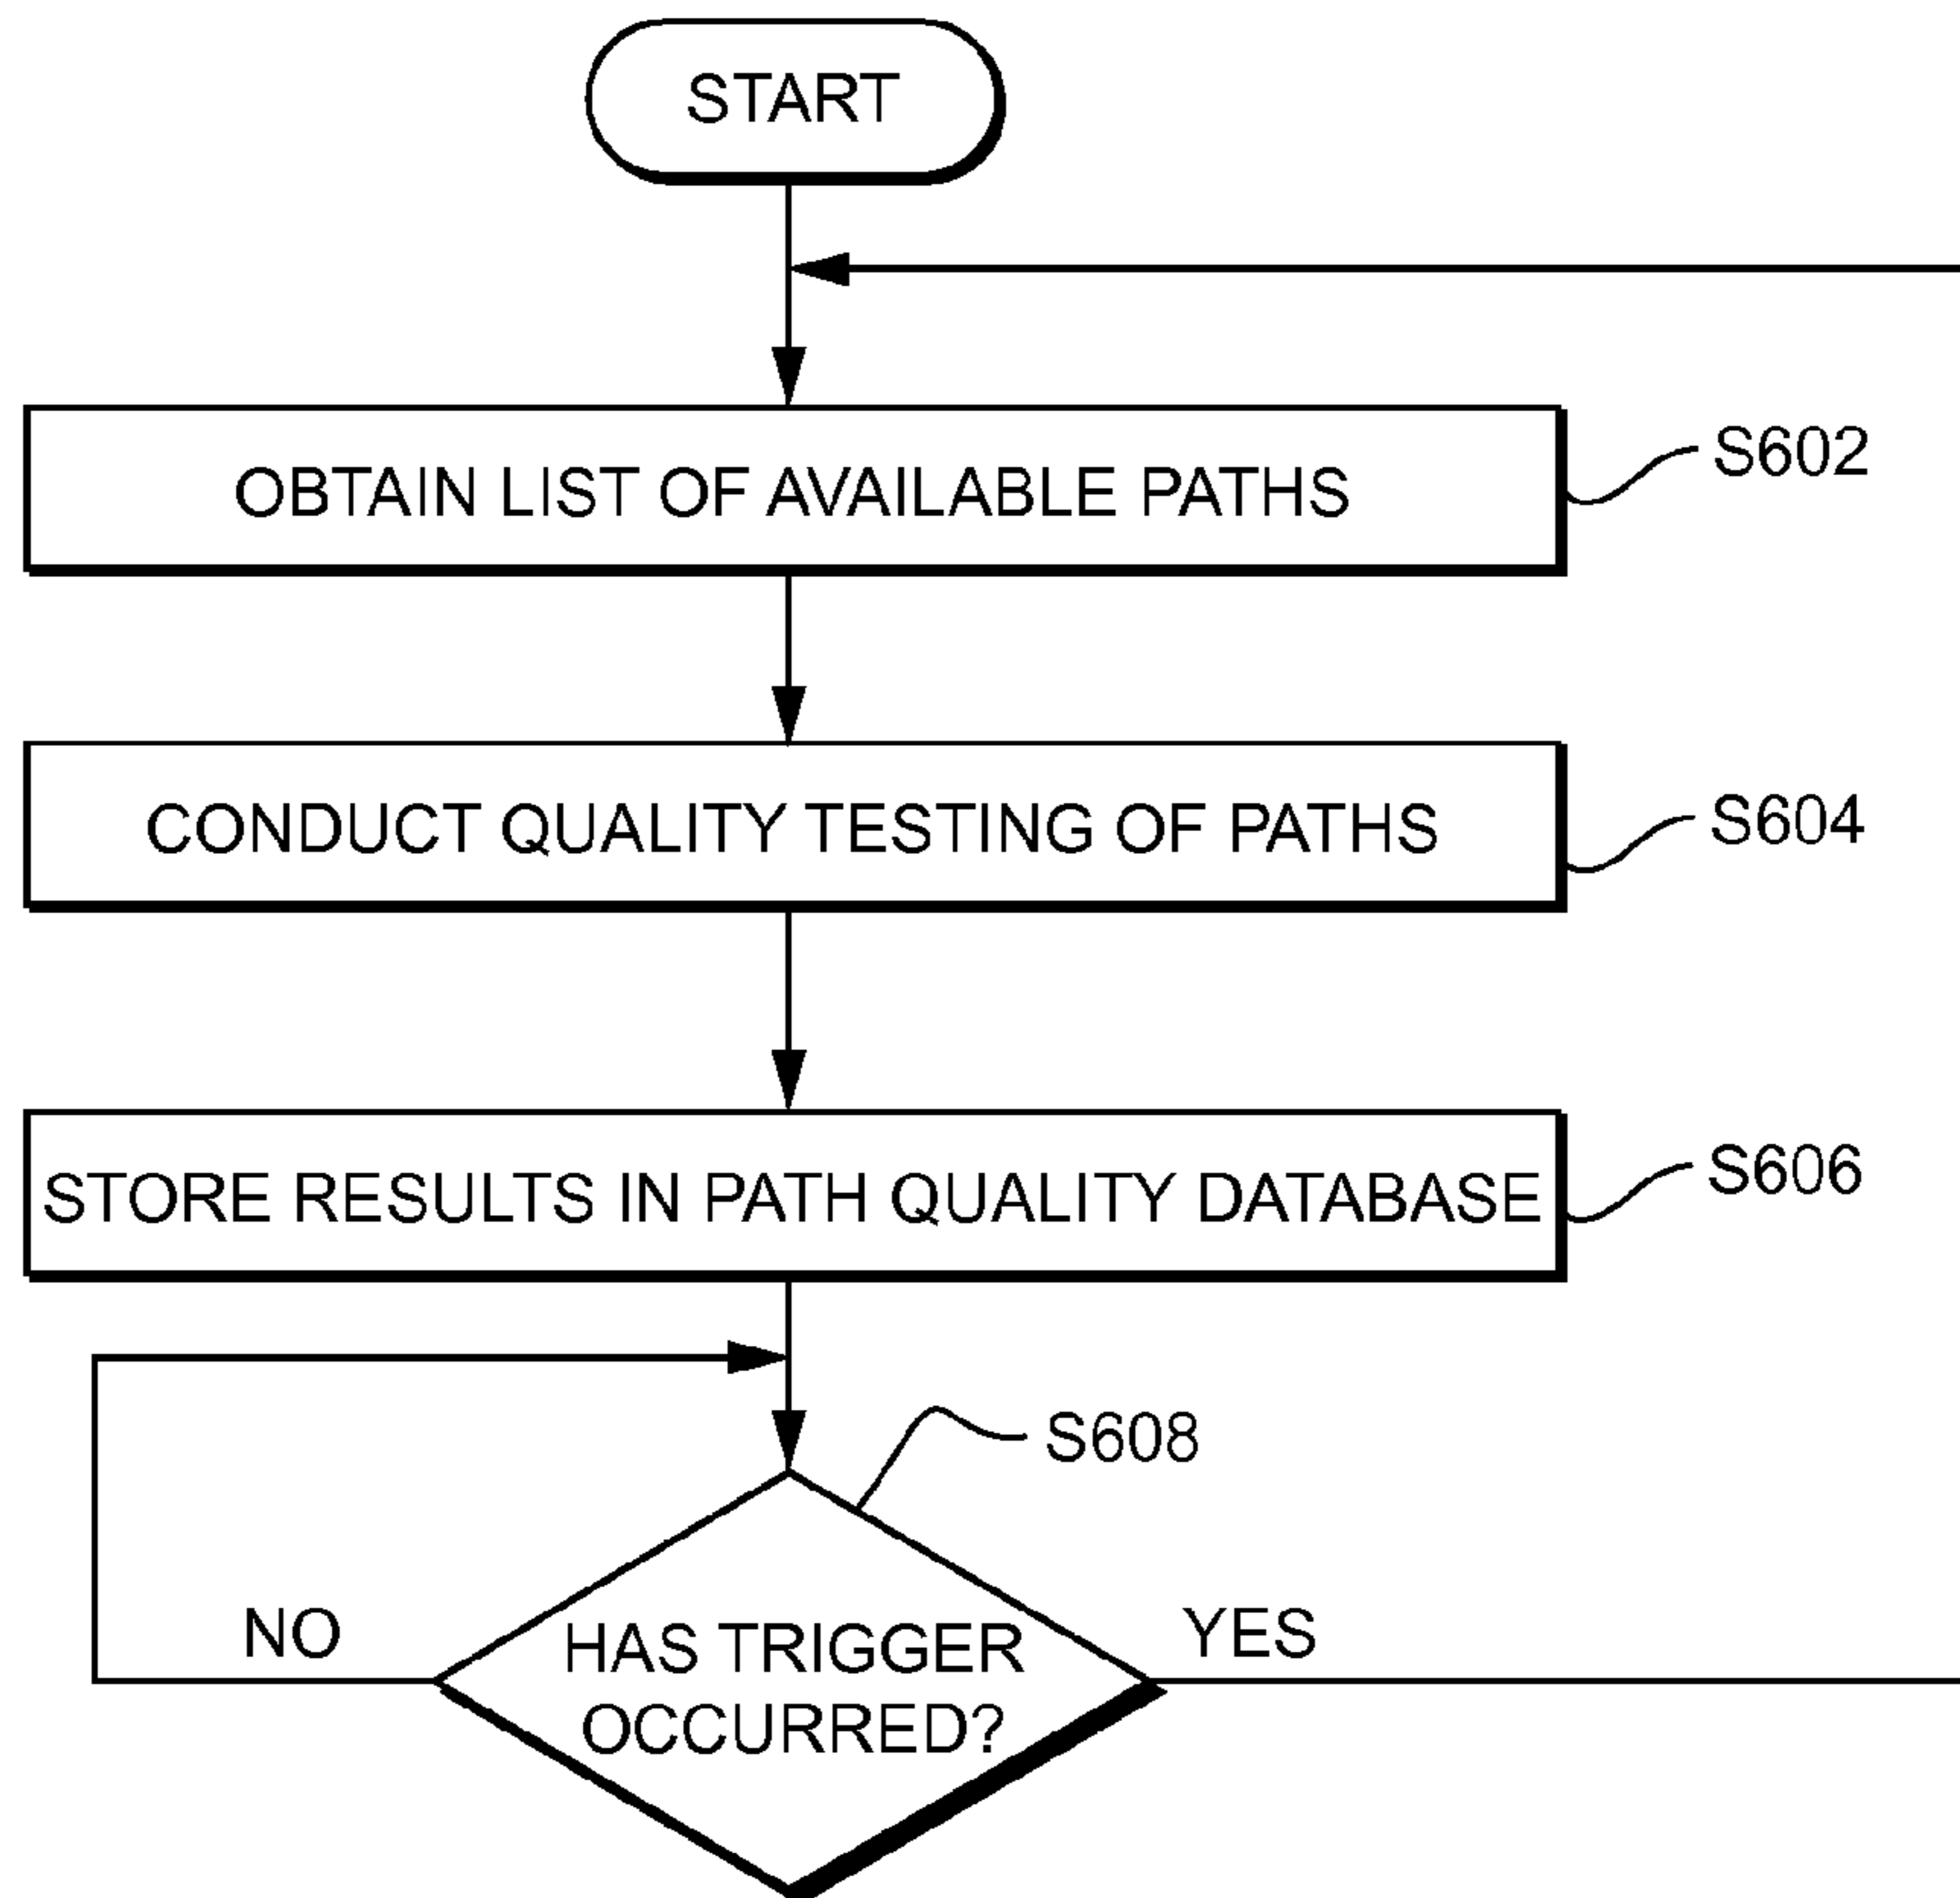 START
OBTAIN LIST OF AVAILABLE PATHS
S602
CONDUCT QUALITY TESTING OF PATHS
S604
STORE RESULTS IN PATH QUALITY DATABASE
S606
S608
NO
HAS TRIGGER
OCCURRED?
YES